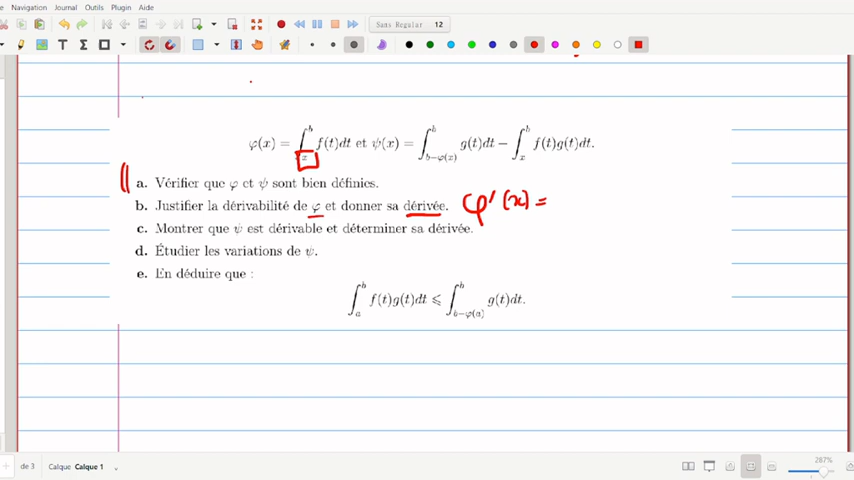 Navigation Journal Outils Plugin Aide
Sans Regular 12
φ(x) = ∫_x^b f(t)dt et ψ(x) = ∫_{b−φ(x)}^b g(t)dt − ∫_x^b f(t)g(t)dt.
a. Vérifier que φ et ψ sont bien définies.
b. Justifier la dérivabilité de φ et donner sa dérivée. φ'(x) =
c. Montrer que ψ est dérivable et déterminer sa dérivée.
d. Étudier les variations de ψ.
e. En déduire que :
∫_a^b f(t)g(t)dt ⩽ ∫_{b−φ(a)}^b g(t)dt.
de 3 Calque Calque 1 287%